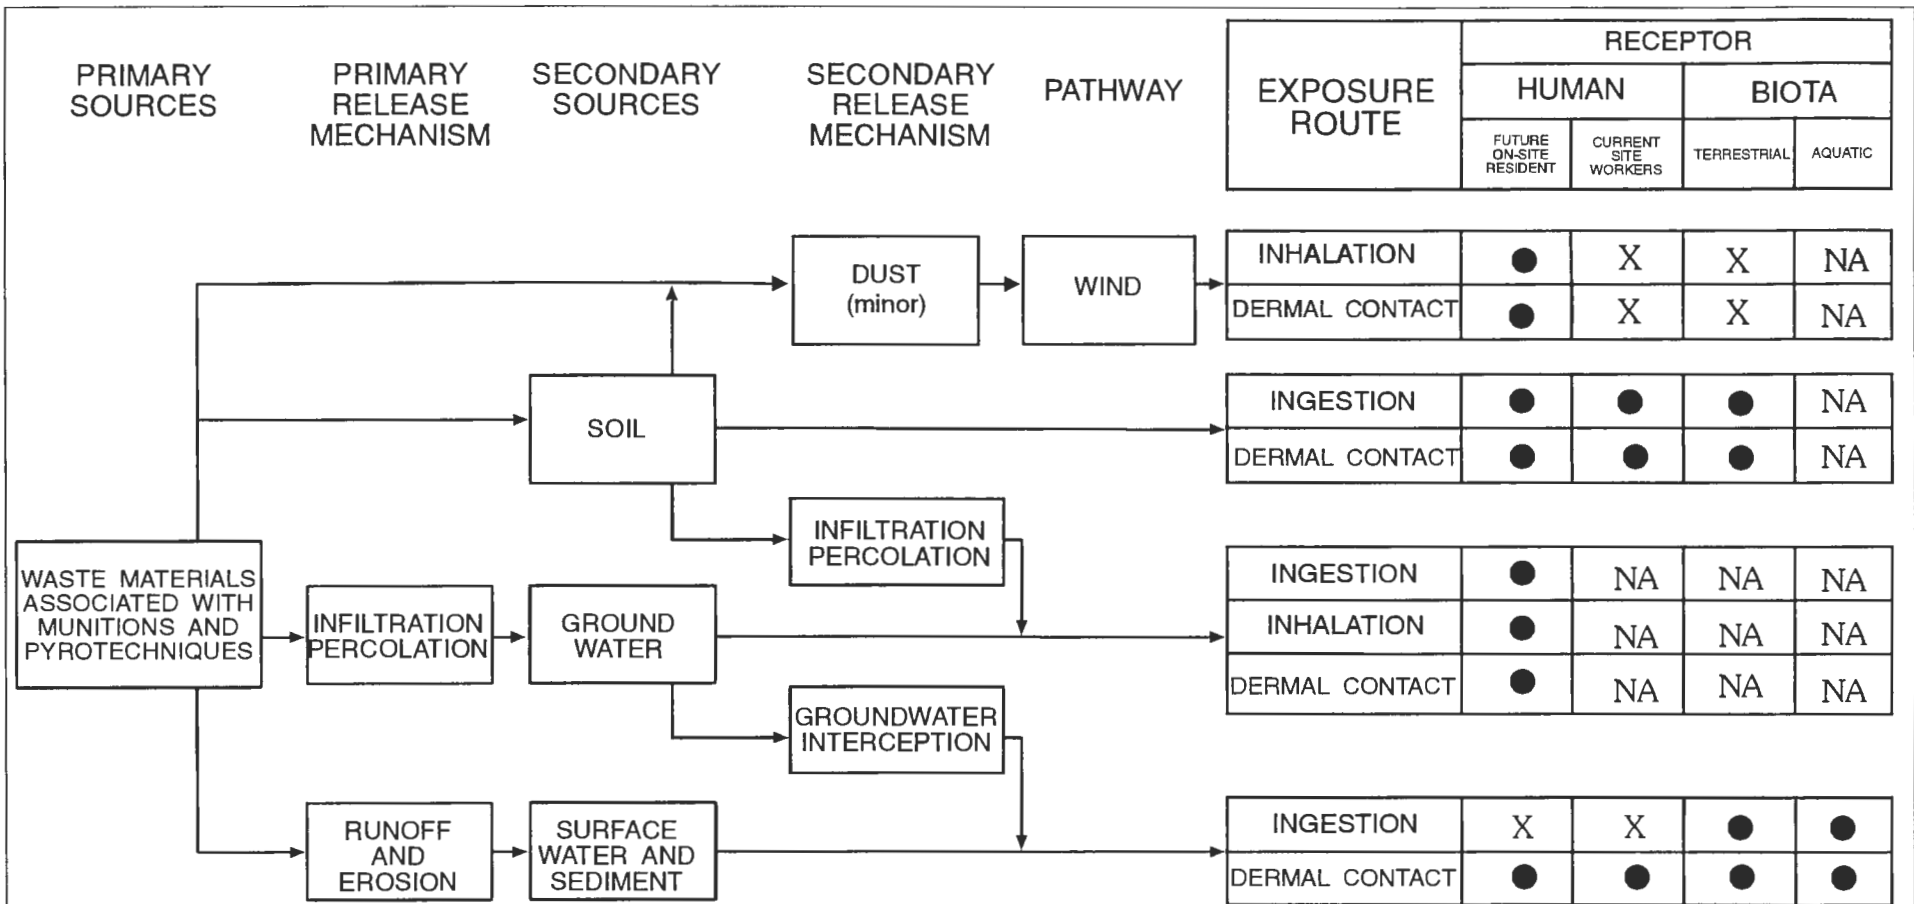 PRIMARY
SOURCES
PRIMARY
RELEASE
MECHANISM
SECONDARY
SOURCES
SECONDARY
RELEASE
MECHANISM
PATHWAY
EXPOSURE
ROUTE
RECEPTOR
HUMAN
BIOTA
FUTURE
ON-SITE
RESIDENT
CURRENT
SITE
WORKERS
TERRESTRIAL
AQUATIC
DUST
(minor)
WIND
INHALATION ● X X NA
DERMAL CONTACT ● X X NA
SOIL
INGESTION ● ● ● NA
DERMAL CONTACT ● ● ● NA
INFILTRATION
PERCOLATION
WASTE MATERIALS
ASSOCIATED WITH
MUNITIONS AND
PYROTECHNIQUES
INFILTRATION
PERCOLATION
GROUND
WATER
INGESTION ● NA NA NA
INHALATION ● NA NA NA
DERMAL CONTACT ● NA NA NA
GROUNDWATER
INTERCEPTION
RUNOFF
AND
EROSION
SURFACE
WATER AND
SEDIMENT
INGESTION X X ● ●
DERMAL CONTACT ● ● ● ●